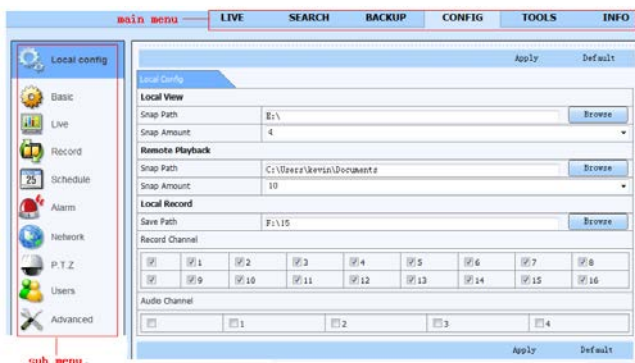 main menu LIVE SEARCH BACKUP CONFIG TOOLS INFO
Local config
Basic
Live
Record
25 Schedule
Alarm
Network
P.T.Z
Users
Advanced
sub menu.
Apply Default
Local Config
Local View
Snap Path E:\ Browse
Snap Amount 4
Remote Playback
Snap Path C:\Users\kevin\Documents Browse
Snap Amount 10
Local Record
Save Path F:\15 Browse
Record Channel
1 2 3 4 5 6 7 8
9 10 11 12 13 14 15 16
Audio Channel
1 2 3 4
Apply Default